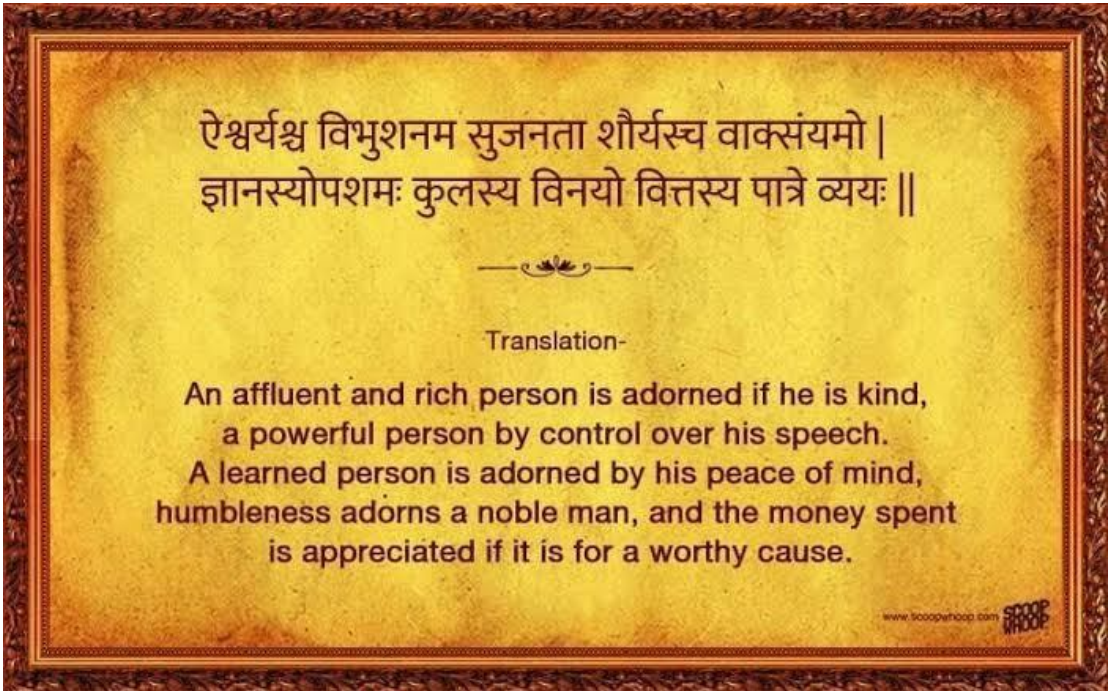 ऐश्वर्यश्च विभुशनम सुजनता शौर्यस्च वाक्संयमो |
ज्ञानस्योपशमः कुलस्य विनयो वित्तस्य पात्रे व्ययः ||
Translation-
An affluent and rich person is adorned if he is kind,
a powerful person by control over his speech.
A learned person is adorned by his peace of mind,
humbleness adorns a noble man, and the money spent
is appreciated if it is for a worthy cause.
www.scoopwhoop.com SCOOP
WHOOP